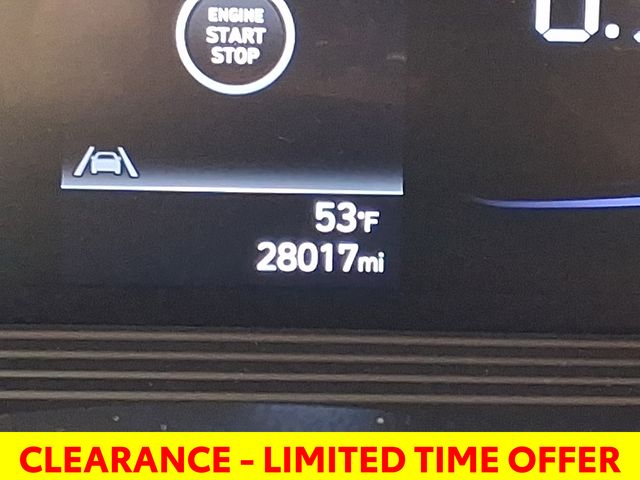 ENGINE
START
STOP
53°F
28017mi
CLEARANCE - LIMITED TIME OFFER